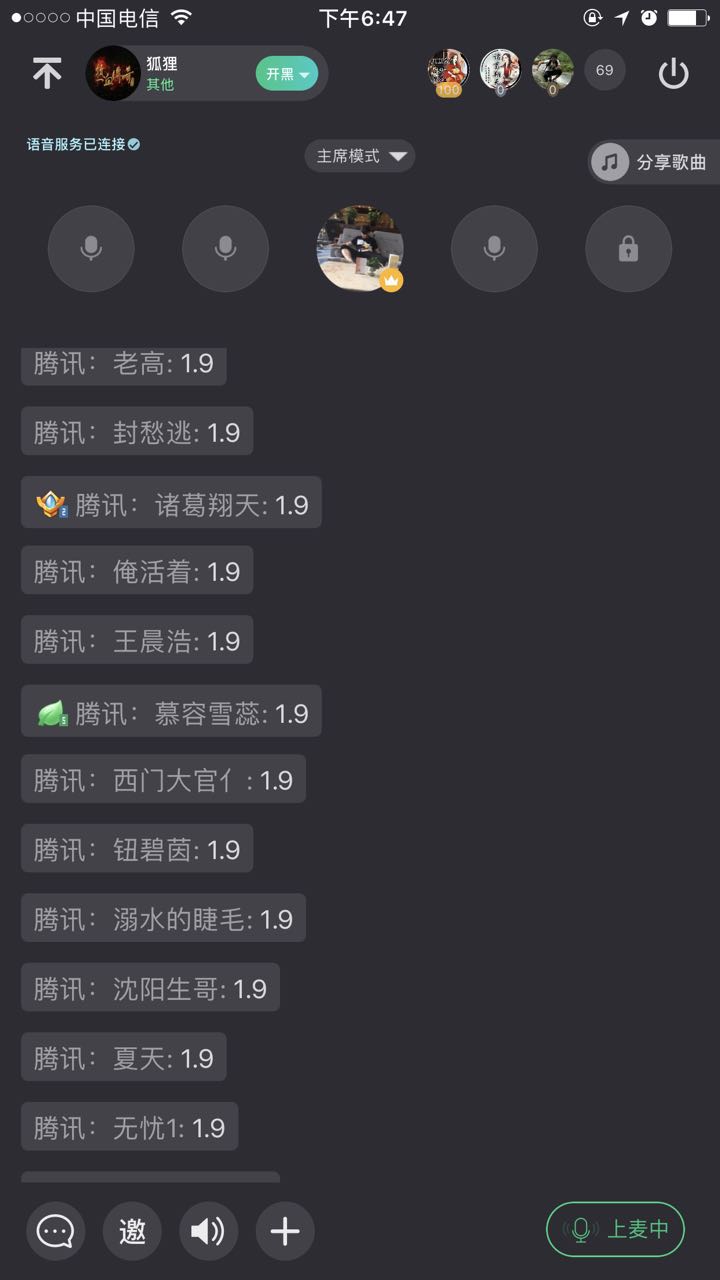 中国电信
下午6:47
狐狸
其他
开黑
100
0
0
69
语音服务已连接
主席模式
分享歌曲
腾讯: 老高: 1.9
腾讯: 封愁逃: 1.9
2 腾讯: 诸葛翔天: 1.9
腾讯: 俺活着: 1.9
腾讯: 王晨浩: 1.9
5 腾讯: 慕容雪蕊: 1.9
腾讯: 西门大官亻: 1.9
腾讯: 钮碧茵: 1.9
腾讯: 溺水的睫毛: 1.9
腾讯: 沈阳生哥: 1.9
腾讯: 夏天: 1.9
腾讯: 无忧1: 1.9
邀
上麦中